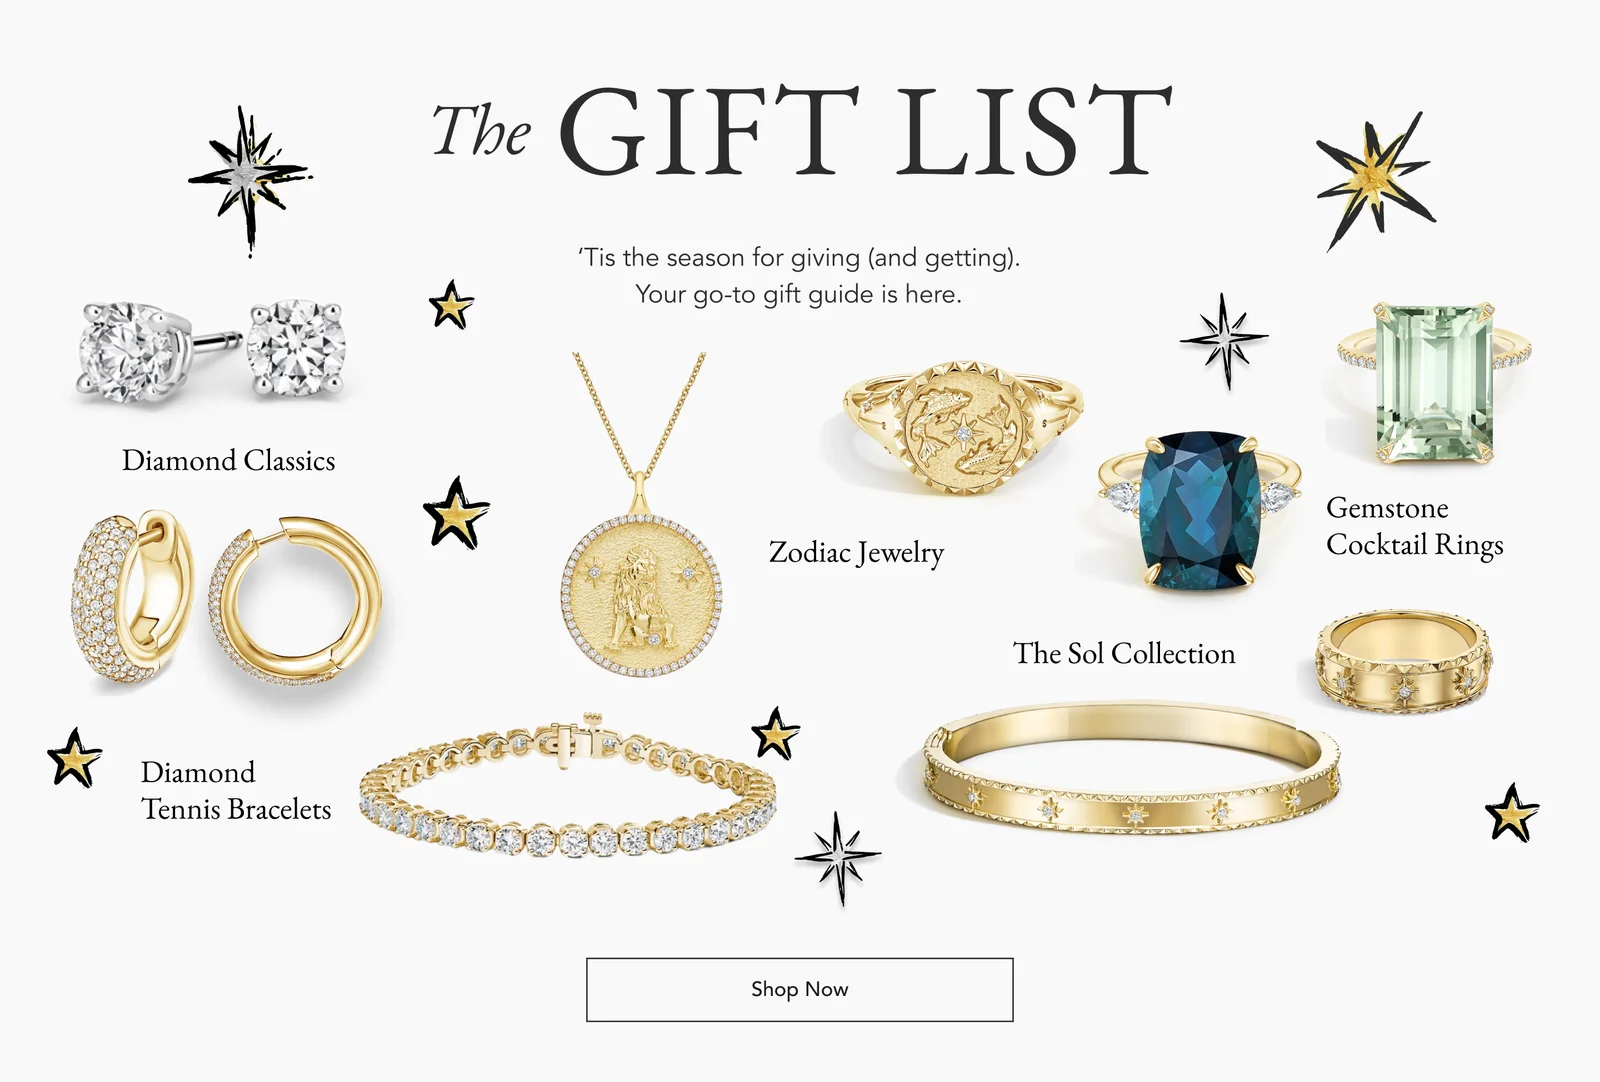 The GIFT LIST
‘Tis the season for giving (and getting).
Your go-to gift guide is here.
Diamond Classics
Zodiac Jewelry
Gemstone
Cocktail Rings
The Sol Collection
Diamond
Tennis Bracelets
Shop Now